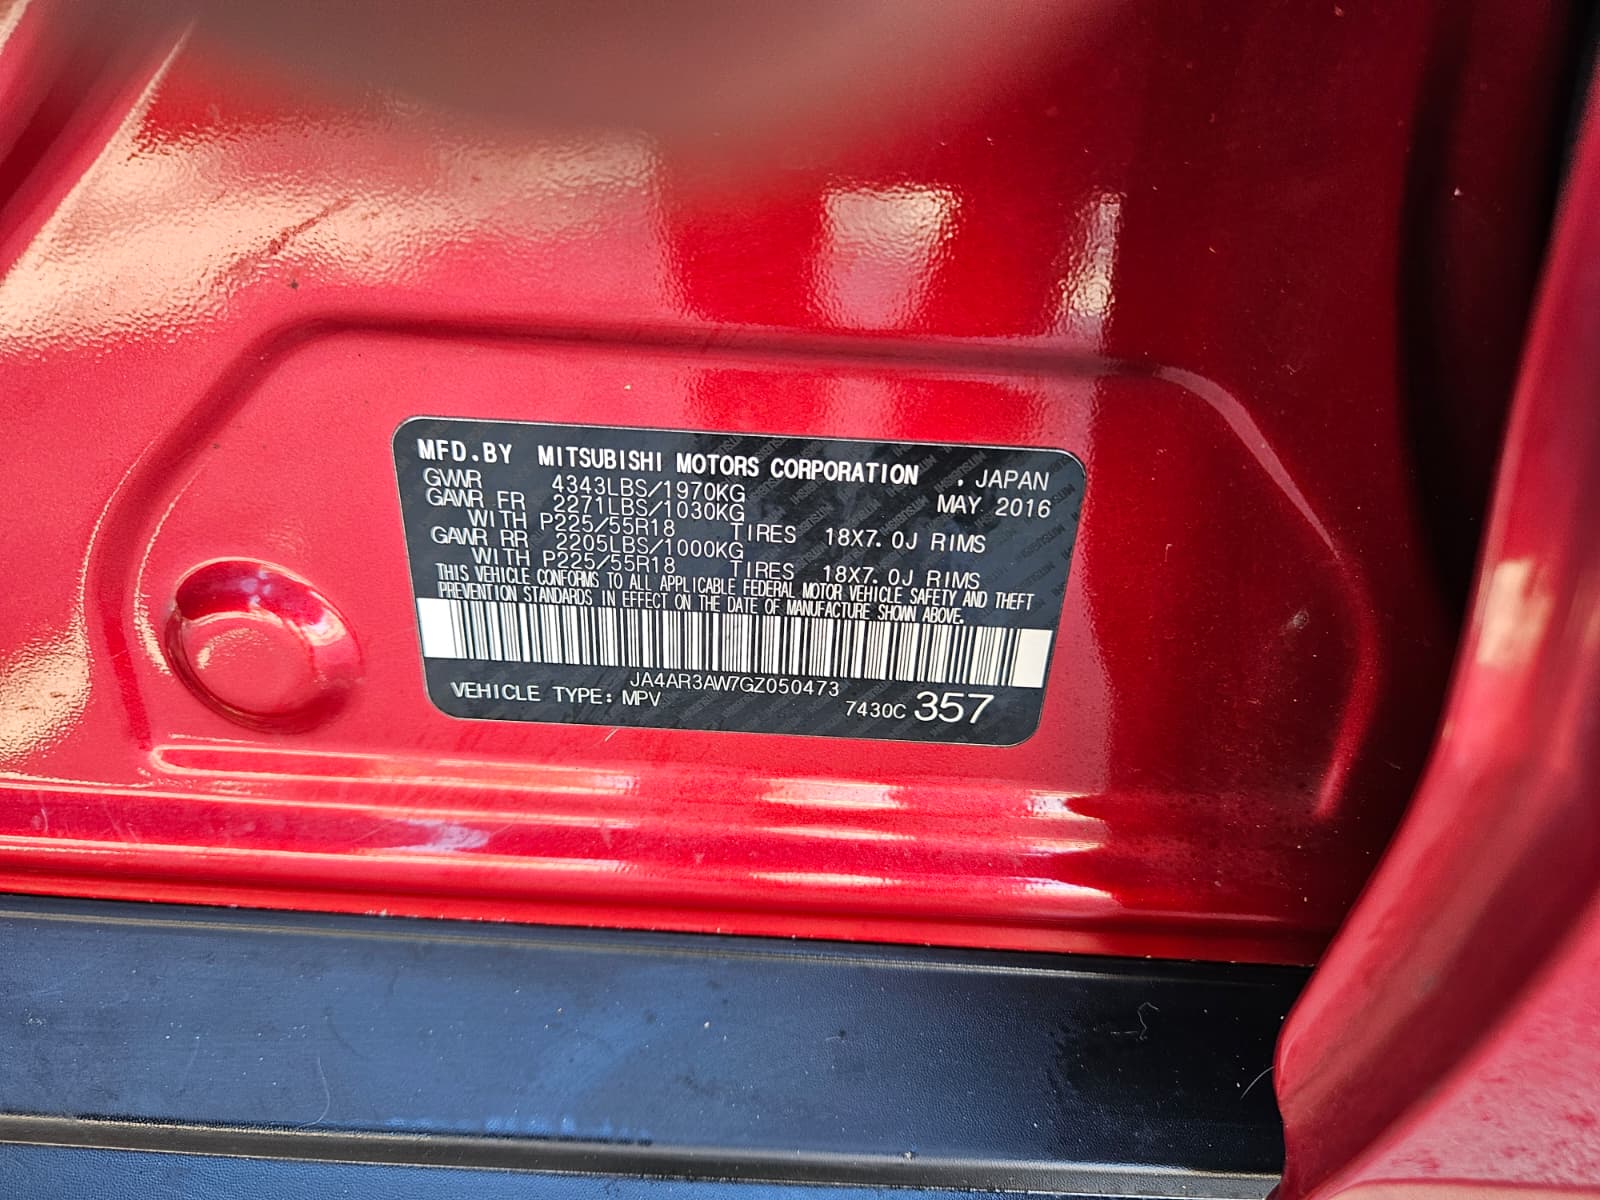 MFD.BY MITSUBISHI MOTORS CORPORATION , JAPAN
GVWR 4343LBS/1970KG MAY 2016
GAWR FR 2271LBS/1030KG
WITH P225/55R18 TIRES 18X7.0J RIMS
GAWR RR 2205LBS/1000KG
WITH P225/55R18 TIRES 18X7.0J RIMS
THIS VEHICLE CONFORMS TO ALL APPLICABLE FEDERAL MOTOR VEHICLE SAFETY AND THEFT
PREVENTION STANDARDS IN EFFECT ON THE DATE OF MANUFACTURE SHOWN ABOVE.
JA4AR3AW7GZ050473
VEHICLE TYPE: MPV 7430C 357